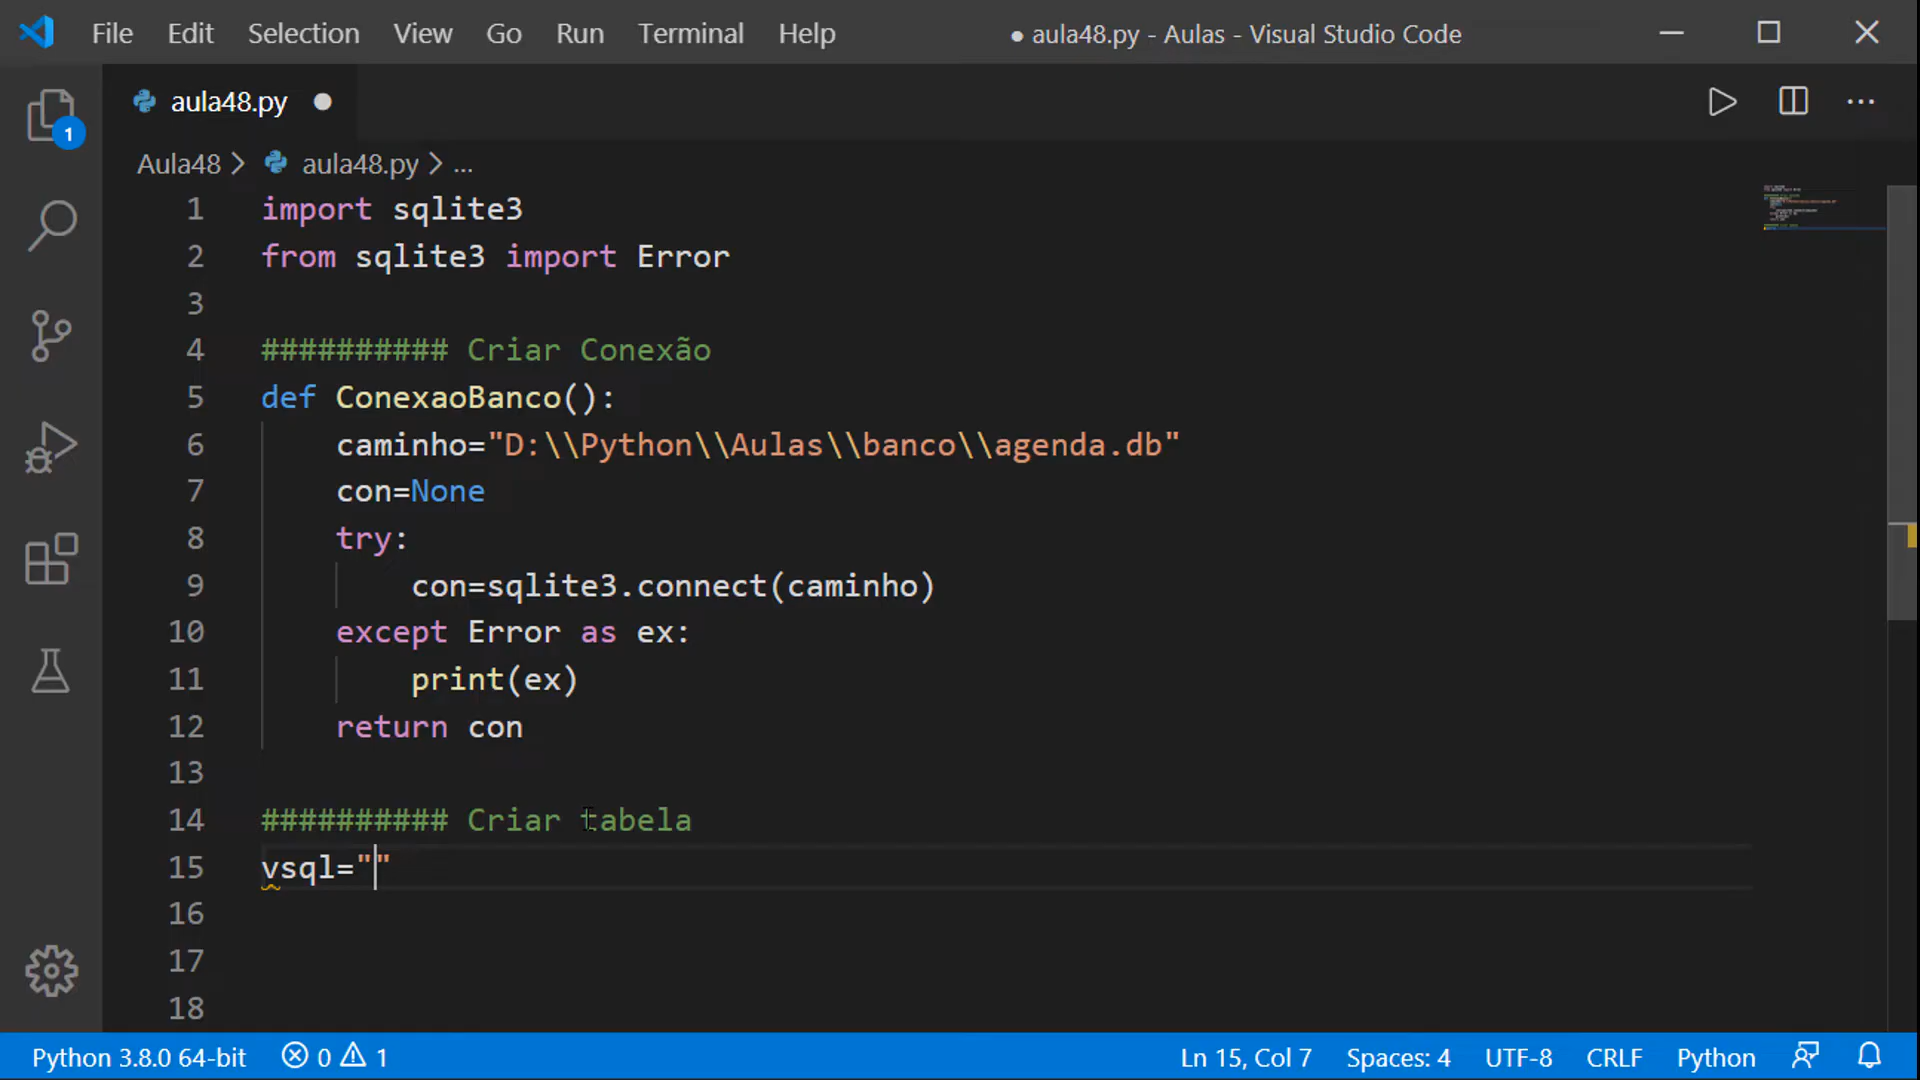 File Edit Selection View Go Run Terminal Help ● aula48.py - Aulas - Visual Studio Code
aula48.py ●
Aula48 > aula48.py > ...
1 import sqlite3
2 from sqlite3 import Error
3
4 ########## Criar Conexão
5 def ConexaoBanco():
6     caminho="D:\\Python\\Aulas\\banco\\agenda.db"
7     con=None
8     try:
9         con=sqlite3.connect(caminho)
10     except Error as ex:
11         print(ex)
12     return con
13
14 ########## Criar tabela
15 vsql=""
16
17
18
1
Python 3.8.0 64-bit 0 1 Ln 15, Col 7 Spaces: 4 UTF-8 CRLF Python